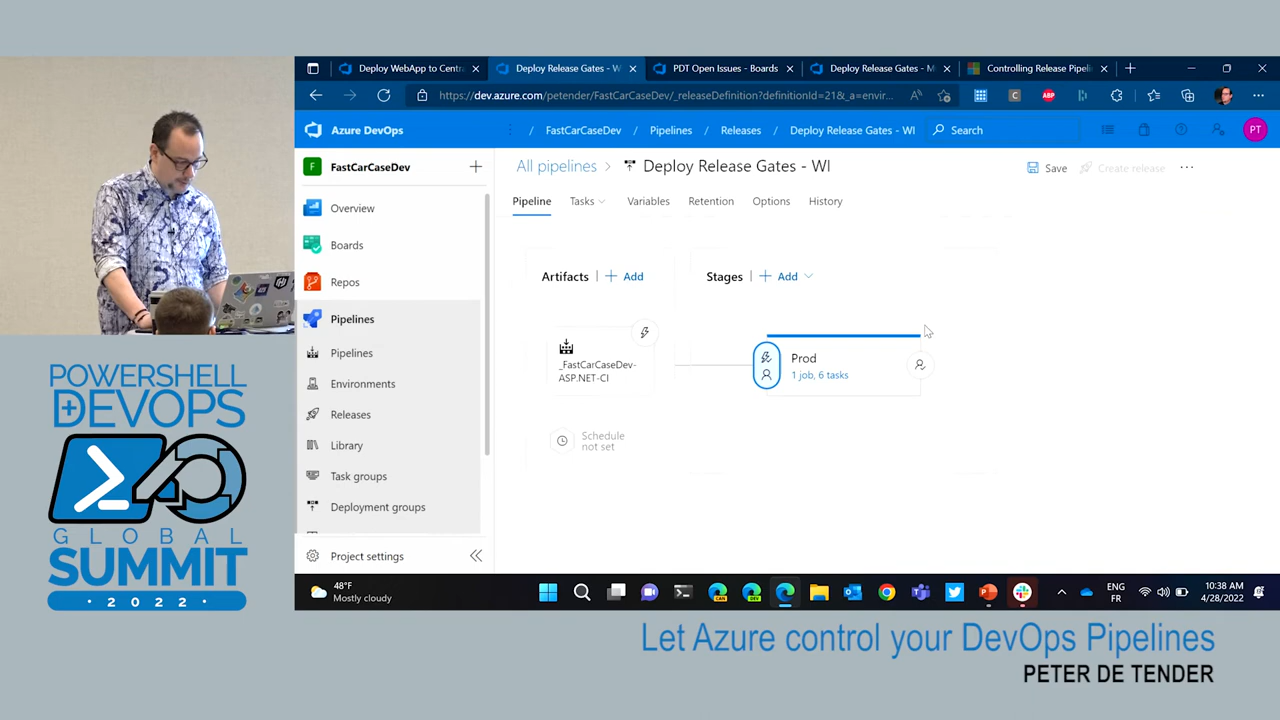 Deploy WebApp to Centra
Deploy Release Gates - W
PDT Open Issues - Boards
Deploy Release Gates - M
Controlling Release Pipeli
https://dev.azure.com/petender/FastCarCaseDev/_releaseDefinition?definitionId=21&_a=envir...
ABP
Azure DevOps
/ FastCarCaseDev / Pipelines / Releases / Deploy Release Gates - WI
Search
PT
F FastCarCaseDev
Overview
Boards
Repos
Pipelines
Pipelines
Environments
Releases
Library
Task groups
Deployment groups
Project settings
All pipelines > Deploy Release Gates - WI
Save
Create release
Pipeline Tasks Variables Retention Options History
Artifacts | + Add
Stages | + Add
_FastCarCaseDev-
ASP.NET-CI
Prod
1 job, 6 tasks
Schedule
not set
48°F
Mostly cloudy
CAN
DEV
ENG
FR
10:38 AM
4/28/2022
POWERSHELL
+DEVOPS
GLOBAL
SUMMIT
· 2022 ·
Let Azure control your DevOps Pipelines
PETER DE TENDER